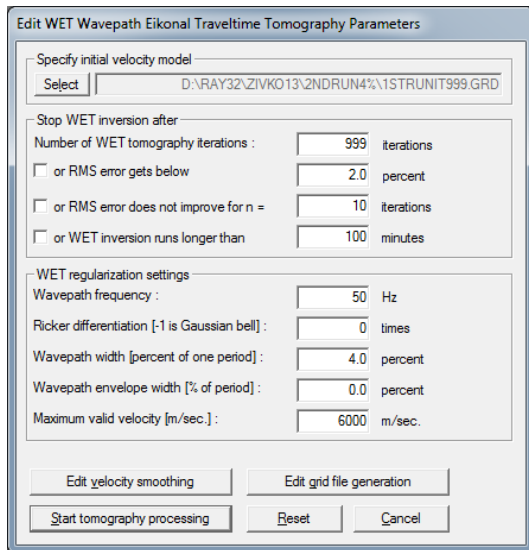 Edit WET Wavepath Eikonal Traveltime Tomography Parameters
Specify initial velocity model
Select D:\RAY32\ZIVKO13\2NDRUN4%\1STRUNIT999.GRD
Stop WET inversion after
Number of WET tomography iterations : 999 iterations
or RMS error gets below 2.0 percent
or RMS error does not improve for n = 10 iterations
or WET inversion runs longer than 100 minutes
WET regularization settings
Wavepath frequency : 50 Hz
Ricker differentiation [-1 is Gaussian bell] : 0 times
Wavepath width [percent of one period] : 4.0 percent
Wavepath envelope width [% of period] : 0.0 percent
Maximum valid velocity [m/sec.] : 6000 m/sec.
Edit velocity smoothing Edit grid file generation
Start tomography processing Reset Cancel